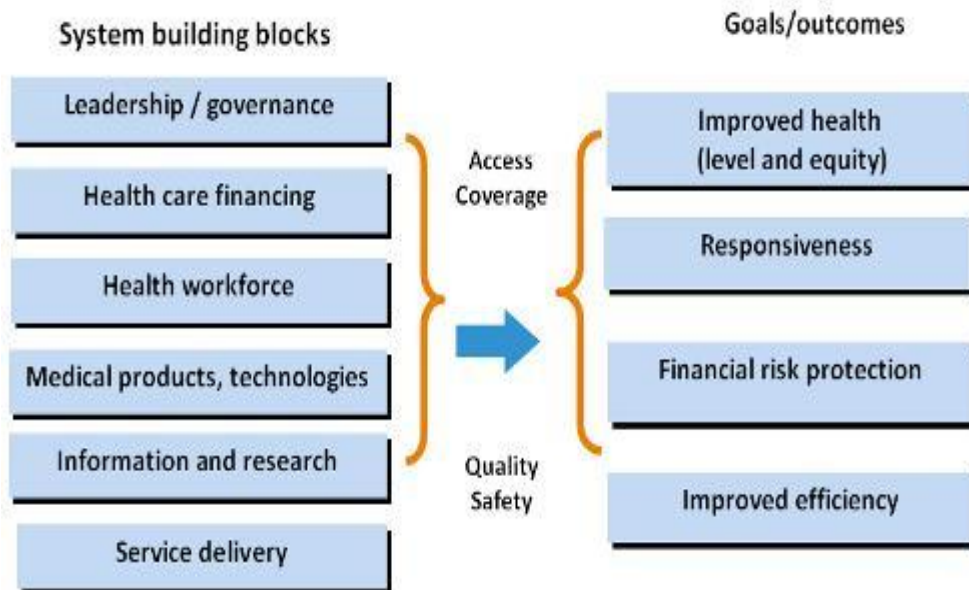 System building blocks
Leadership / governance
Health care financing
Health workforce
Medical products, technologies
Information and research
Service delivery
Access
Coverage
Quality
Safety
Goals/outcomes
Improved health
(level and equity)
Responsiveness
Financial risk protection
Improved efficiency